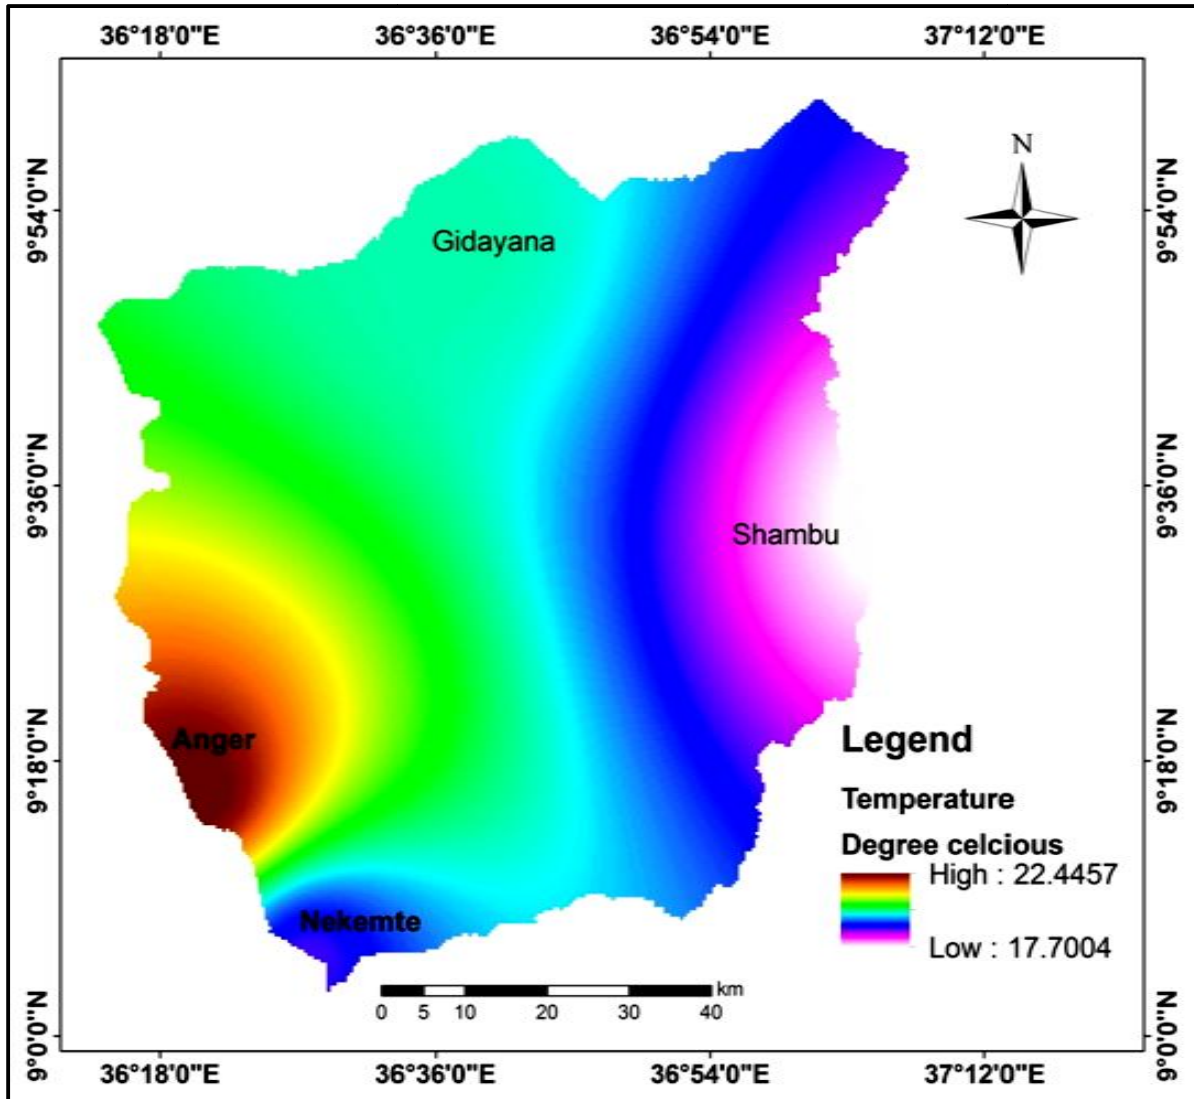 36°18'0"E 36°36'0"E 36°54'0"E 37°12'0"E
N
9°54'0"N 9°54'0"N
Gidayana
9°36'0"N 9°36'0"N
Shambu
Anger
9°18'0"N 9°18'0"N
Legend
Temperature
Degree celcious
High : 22.4457
Low : 17.7004
Nekemte
km
0 5 10 20 30 40
9°0'0"N 9°0'0"N
36°18'0"E 36°36'0"E 36°54'0"E 37°12'0"E